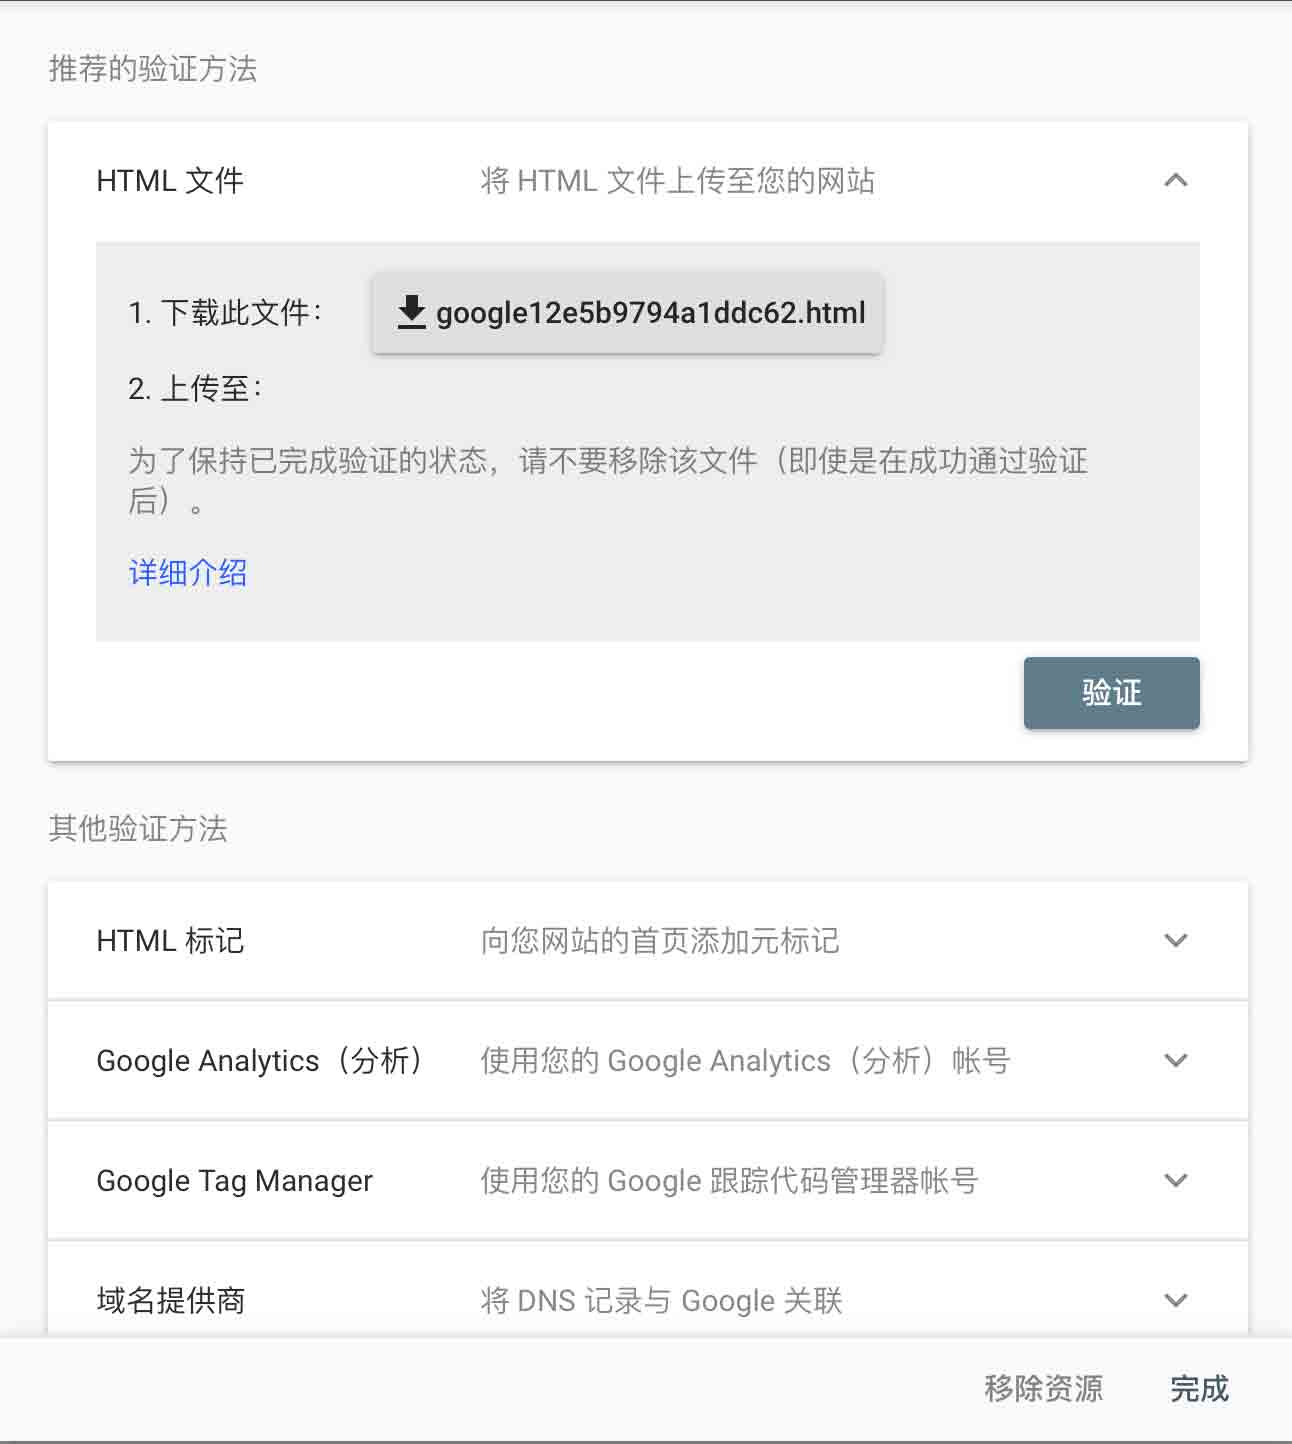 推荐的验证方法
HTML 文件
将 HTML 文件上传至您的网站
1. 下载此文件：
google12e5b9794a1ddc62.html
2. 上传至：
为了保持已完成验证的状态，请不要移除该文件（即使是在成功通过验证
后）。
详细介绍
验证
其他验证方法
HTML 标记
向您网站的首页添加元标记
Google Analytics（分析）
使用您的 Google Analytics（分析）帐号
Google Tag Manager
使用您的 Google 跟踪代码管理器帐号
域名提供商
将 DNS 记录与 Google 关联
移除资源
完成